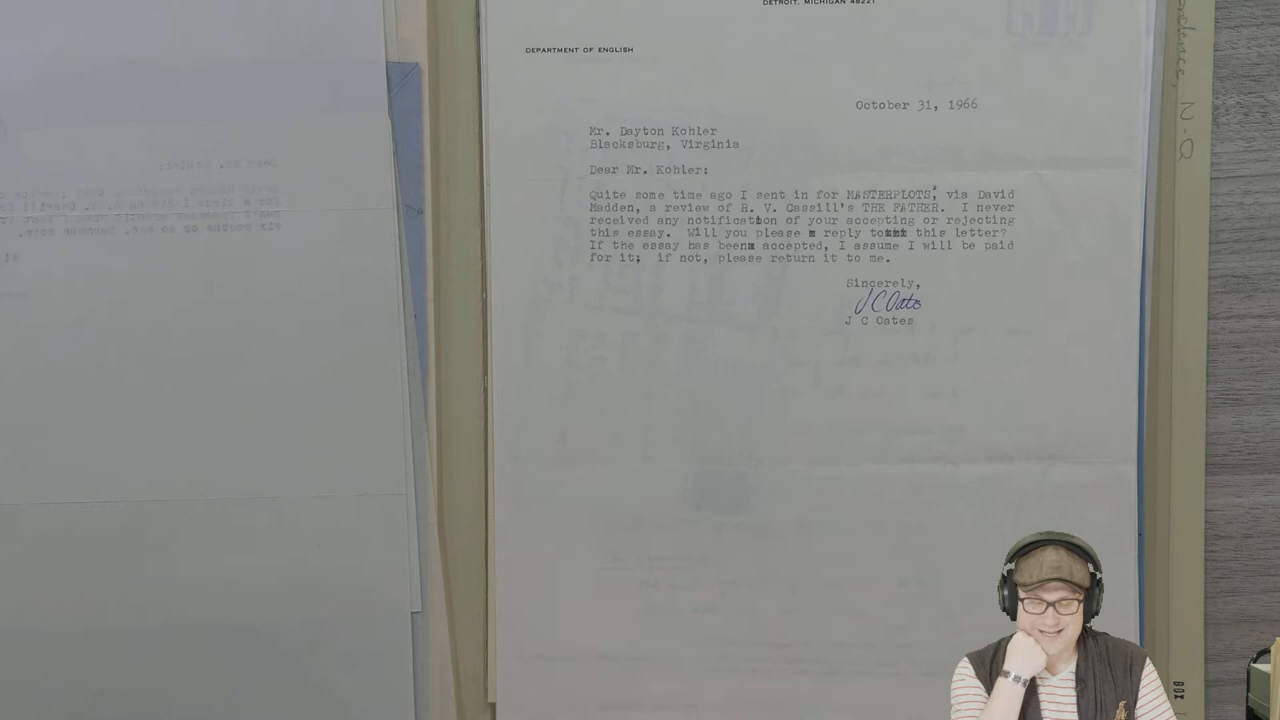 DETROIT, MICHIGAN 48221
DEPARTMENT OF ENGLISH
October 31, 1966
Mr. Dayton Kohler
Blacksburg, Virginia
Dear Mr. Kohler:
Quite some time ago I sent in for MASTERPLOTS, via David
Madden, a review of R. V. Cassill's THE FATHER. I never
received any notification of your accepting or rejecting
this essay. Will you please reply to this letter?
If the essay has been accepted, I assume I will be paid
for it; if not, please return it to me.
Sincerely,
J C Oates
J C Oates
N-Q
BOX